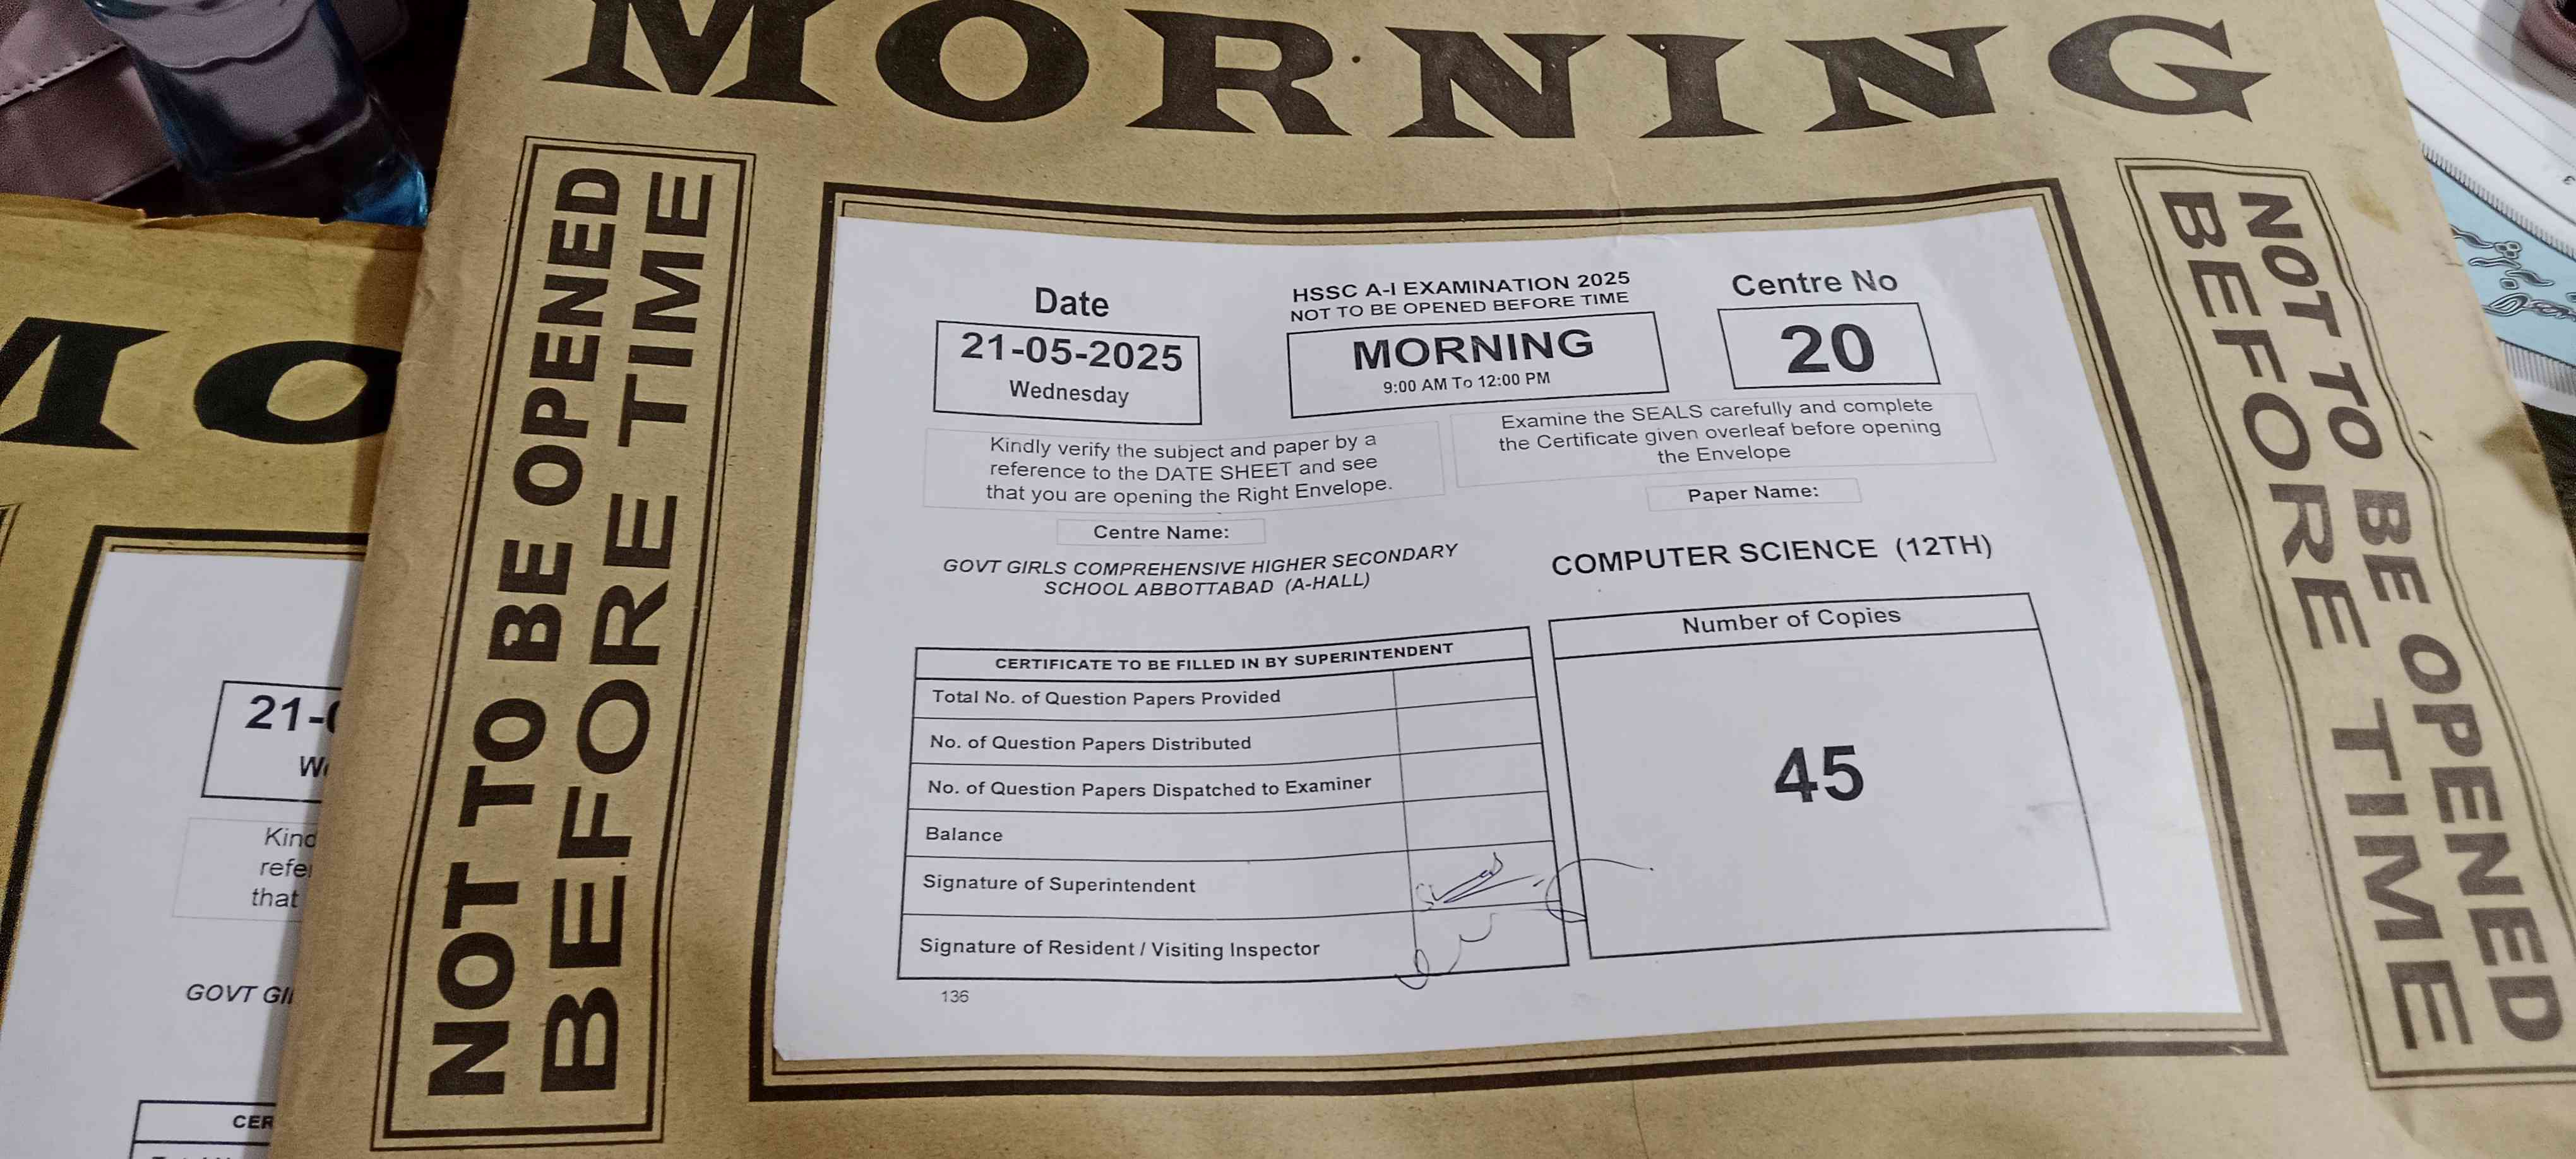 MORNING
NOT TO BE OPENED
BEFORE TIME
NOT TO BE OPENED
BEFORE TIME
Date
21-05-2025
Wednesday
HSSC A-I EXAMINATION 2025
NOT TO BE OPENED BEFORE TIME
MORNING
9:00 AM To 12:00 PM
Centre No
20
Kindly verify the subject and paper by a
reference to the DATE SHEET and see
that you are opening the Right Envelope.
Examine the SEALS carefully and complete
the Certificate given overleaf before opening
the Envelope
Centre Name:
GOVT GIRLS COMPREHENSIVE HIGHER SECONDARY
SCHOOL ABBOTTABAD (A-HALL)
Paper Name:
COMPUTER SCIENCE (12TH)
CERTIFICATE TO BE FILLED IN BY SUPERINTENDENT
Total No. of Question Papers Provided
No. of Question Papers Distributed
No. of Question Papers Dispatched to Examiner
Balance
Signature of Superintendent
Signature of Resident / Visiting Inspector
Number of Copies
45
136
MO
21-
Kind
that
GOVT
CER